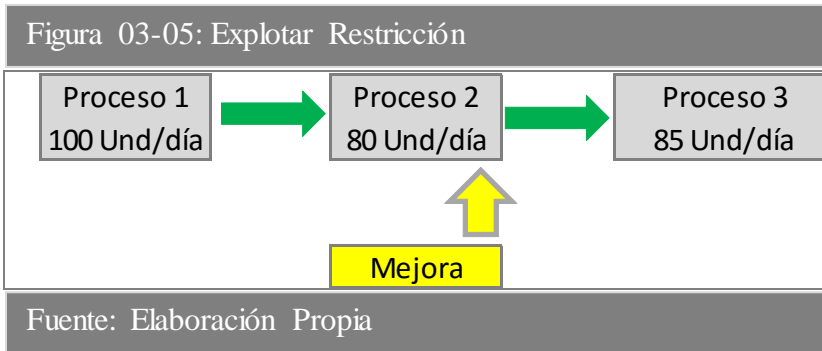 Figura 03-05: Explotar Restricción
Proceso 1
100 Und/día
Proceso 2
80 Und/día
Proceso 3
85 Und/día
Mejora
Fuente: Elaboración Propia